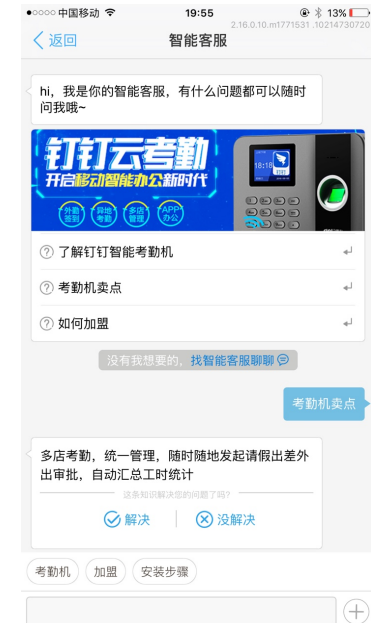 中国移动 19:55 13%
2.16.0.10.m1771531 .10214730720
返回 智能客服
hi，我是你的智能客服，有什么问题都可以随时
问我哦~
钉钉云考勤
开启移动智能办公新时代
外勤签到 异地考勤 多店管理 APP办公
18:18
了解钉钉智能考勤机
考勤机卖点
如何加盟
没有我想要的，找智能客服聊聊
考勤机卖点
多店考勤，统一管理，随时随地发起请假出差外
出审批，自动汇总工时统计
这条知识解决您的问题了吗?
解决 没解决
考勤机 加盟 安装步骤